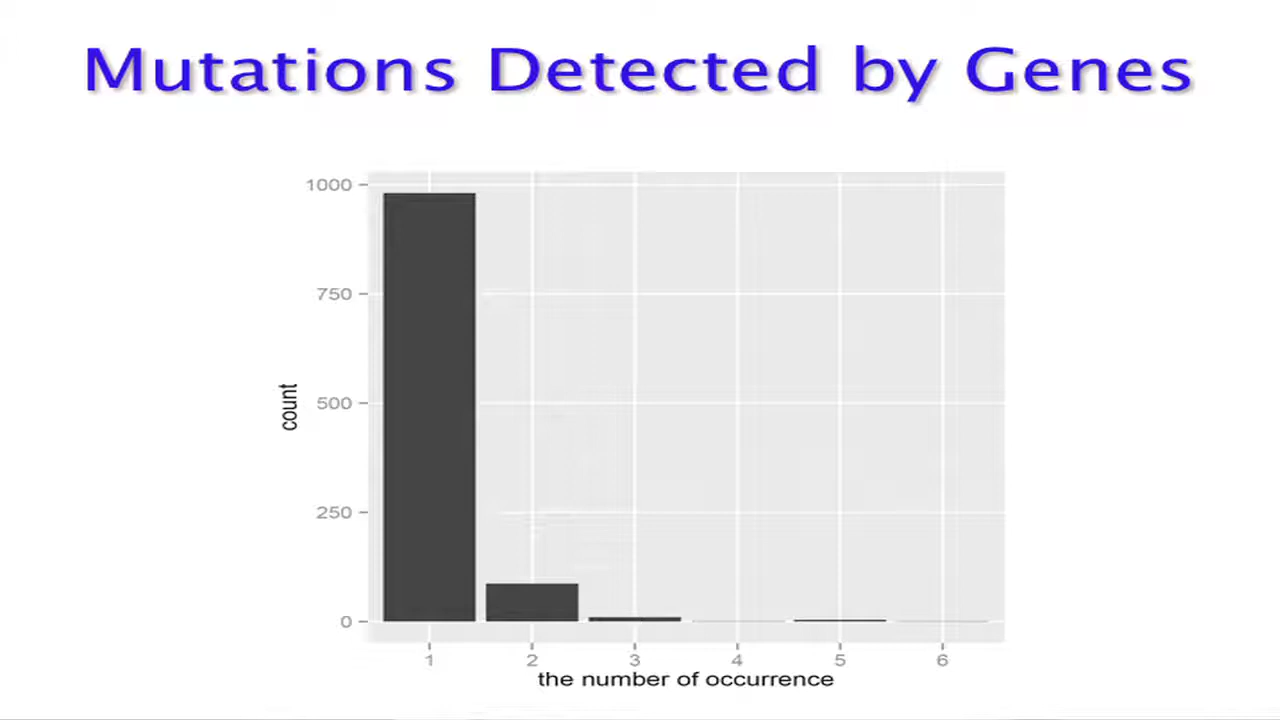 Mutations Detected by Genes
1000
750
500
250
0
count
1 2 3 4 5 6
the number of occurrence